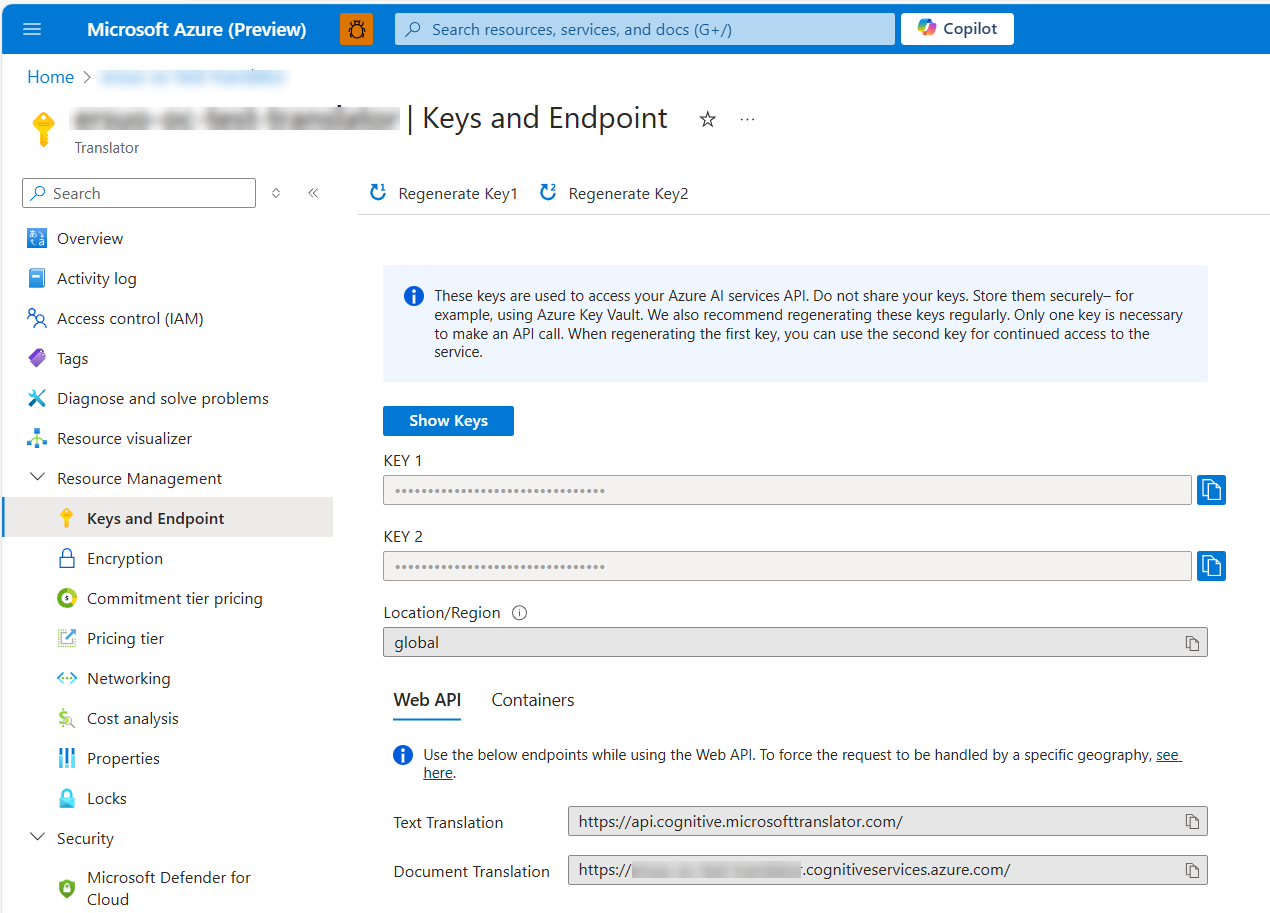 Microsoft Azure (Preview)
Search resources, services, and docs (G+/)
Copilot
Home >
| Keys and Endpoint
Translator
Search
Regenerate Key1
Regenerate Key2
Overview
Activity log
Access control (IAM)
Tags
Diagnose and solve problems
Resource visualizer
Resource Management
Keys and Endpoint
Encryption
Commitment tier pricing
Pricing tier
Networking
Cost analysis
Properties
Locks
Security
Microsoft Defender for
Cloud
These keys are used to access your Azure AI services API. Do not share your keys. Store them securely– for
example, using Azure Key Vault. We also recommend regenerating these keys regularly. Only one key is necessary
to make an API call. When regenerating the first key, you can use the second key for continued access to the
service.
Show Keys
KEY 1
KEY 2
Location/Region
global
Web API
Containers
Use the below endpoints while using the Web API. To force the request to be handled by a specific geography, see
here.
Text Translation
https://api.cognitive.microsofttranslator.com/
Document Translation
https:// .cognitiveservices.azure.com/